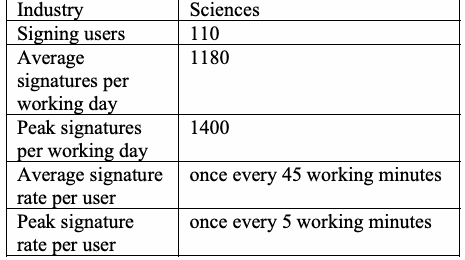 Industry Sciences
Signing users 110
Average 1180
signatures per
working day
Peak signatures 1400
per working day
Average signature once every 45 working minutes
rate per user
Peak signature once every 5 working minutes
rate per user